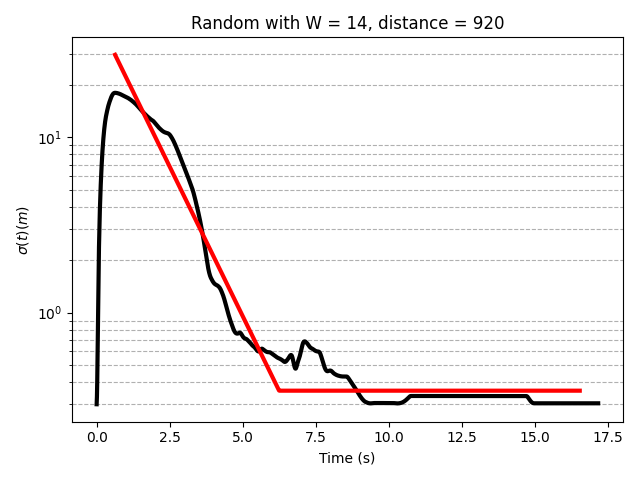 Random with W = 14, distance = 920
σ(t)(m)
10¹
10⁰
0.0 2.5 5.0 7.5 10.0 12.5 15.0 17.5
Time (s)